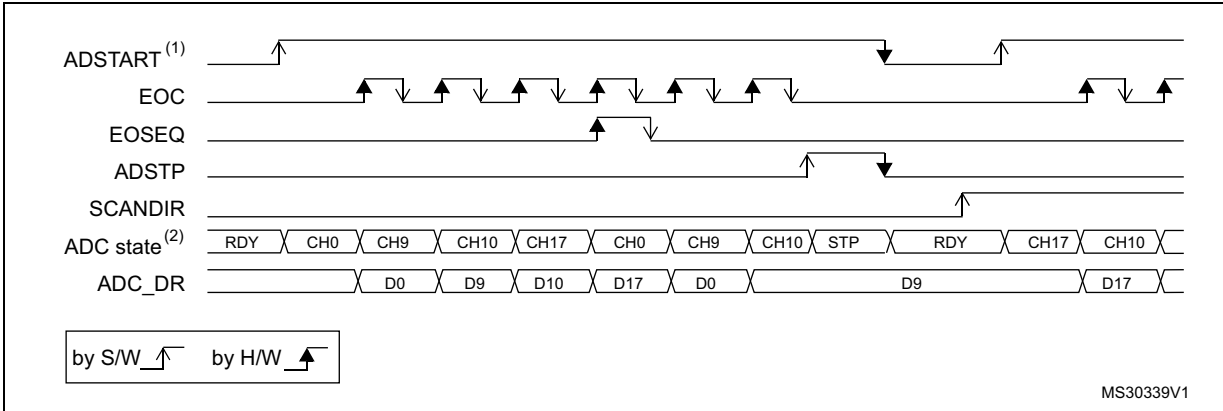 ADSTART (1)
EOC
EOSEQ
ADSTP
SCANDIR
ADC state (2) RDY CH0 CH9 CH10 CH17 CH0 CH9 CH10 STP RDY CH17 CH10
ADC_DR D0 D9 D10 D17 D0 D9 D17
by S/W by H/W
MS30339V1